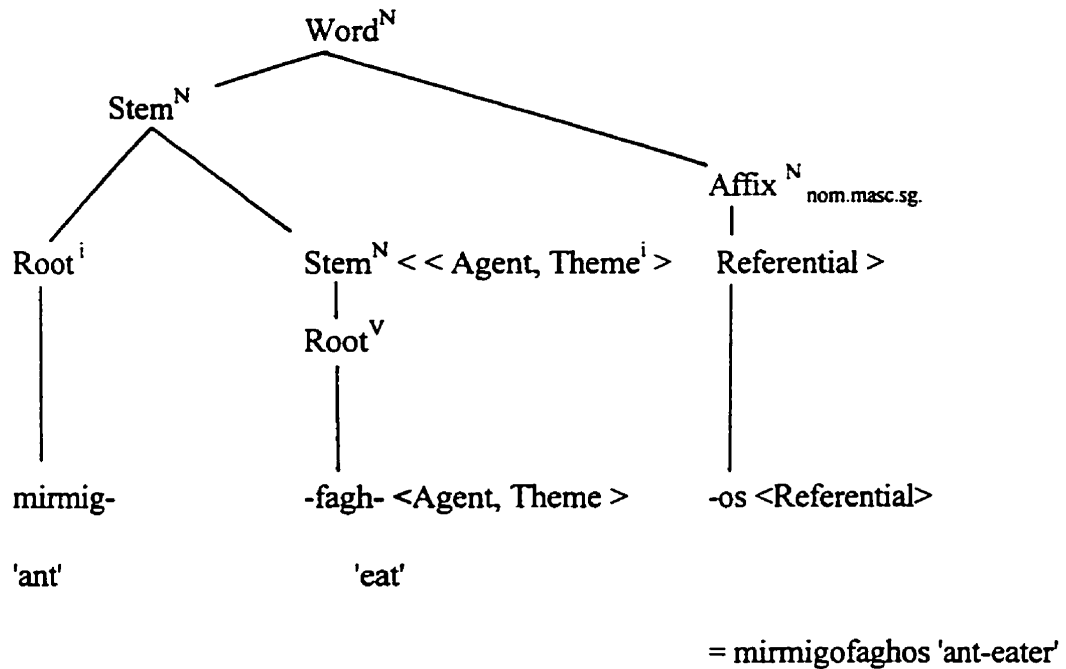 Word^N
Stem^N
Affix ^N nom.masc.sg.
Root^i Stem^N < < Agent, Theme^i > Referential >
Root^V
mirmig- -fagh- <Agent, Theme > -os <Referential>
'ant' 'eat'
= mirmigofaghos 'ant-eater'